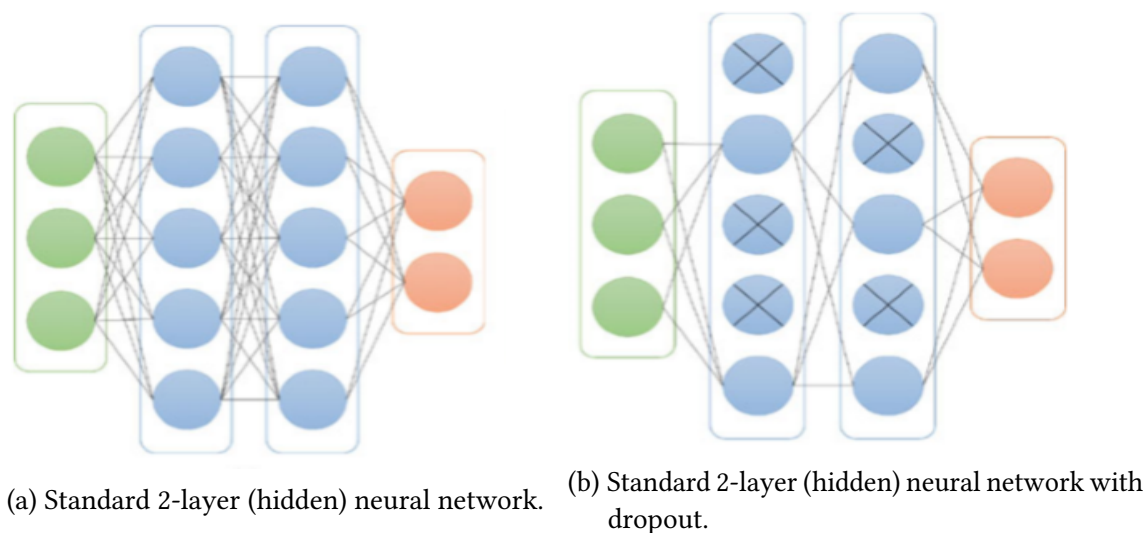 (a) Standard 2-layer (hidden) neural network.
(b) Standard 2-layer (hidden) neural network with
dropout.